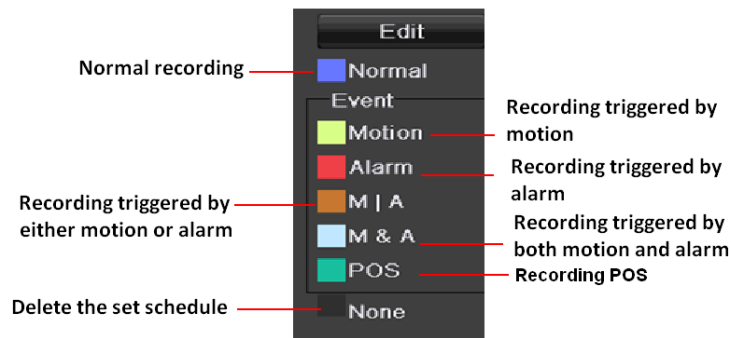 Edit
Normal recording
Normal
Event
Motion
Recording triggered by
motion
Alarm
Recording triggered by
alarm
Recording triggered by
either motion or alarm
M | A
M & A
Recording triggered by
both motion and alarm
POS
Recording POS
Delete the set schedule
None